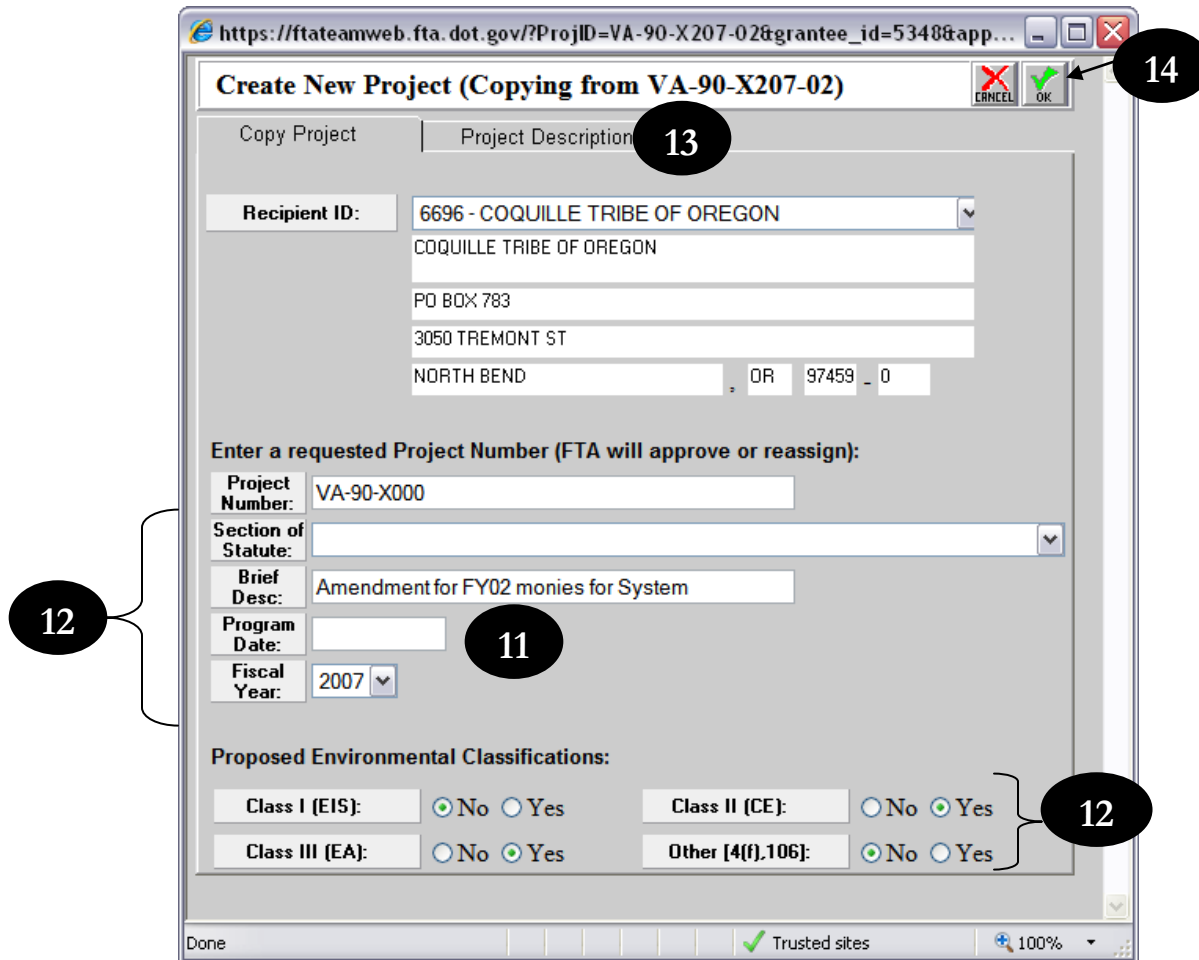 https://ftateamweb.fta.dot.gov/?ProjID=VA-90-X207-02&grantee_id=5348&app...
14
Create New Project (Copying from VA-90-X207-02)
CANCEL
OK
Copy Project
Project Description
13
Recipient ID:
6696 - COQUILLE TRIBE OF OREGON
COQUILLE TRIBE OF OREGON
PO BOX 783
3050 TREMONT ST
NORTH BEND , OR 97459 - 0
Enter a requested Project Number (FTA will approve or reassign):
Project
Number:
VA-90-X000
Section of
Statute:
Brief
Desc:
Amendment for FY02 monies for System
12
Program
Date:
11
Fiscal
Year:
2007
Proposed Environmental Classifications:
Class I (EIS): No Yes
Class II (CE): No Yes
12
Class III (EA): No Yes
Other [4(f),106]: No Yes
Done
Trusted sites
100%